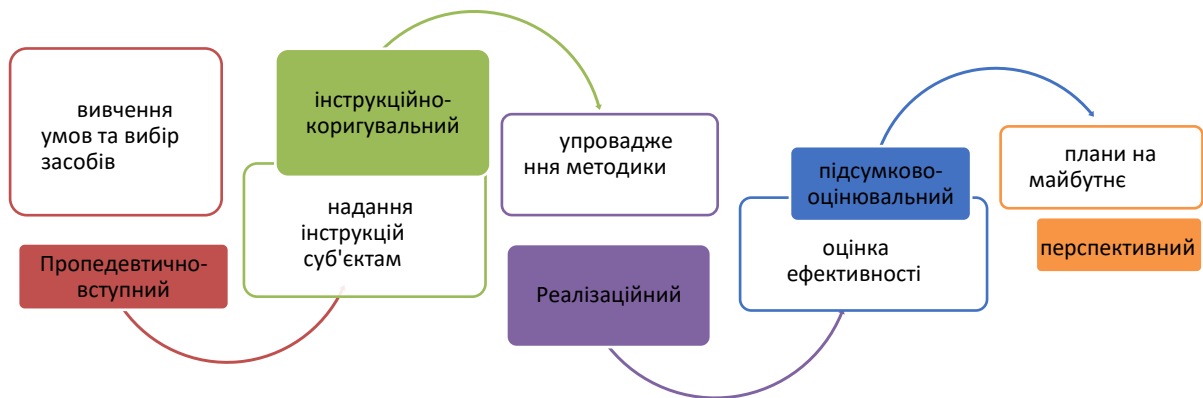 вивчення
умов та вибір
засобів
Пропедевтично-
вступний
інструкційно-
коригувальний
надання
інструкцій
суб'єктам
упровадже
ння методики
Реалізаційний
підсумково-
оцінювальний
оцінка
ефективності
плани на
майбутнє
перспективний